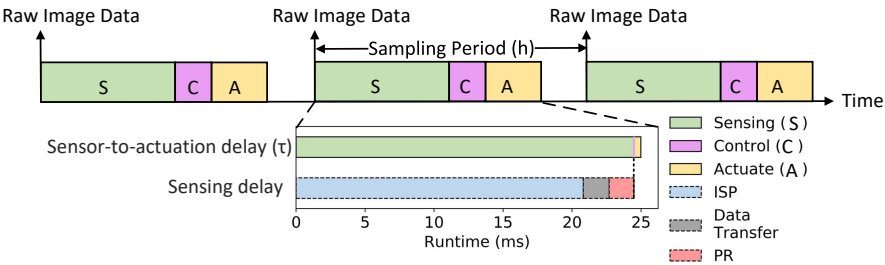 Raw Image Data
Raw Image Data
Raw Image Data
Sampling Period (h)
S
C
A
S
C
A
S
C
A
Time
Sensor-to-actuation delay (τ)
Sensing delay
0
5
10
15
20
25
Runtime (ms)
Sensing (S)
Control (C)
Actuate (A)
ISP
Data
Transfer
PR